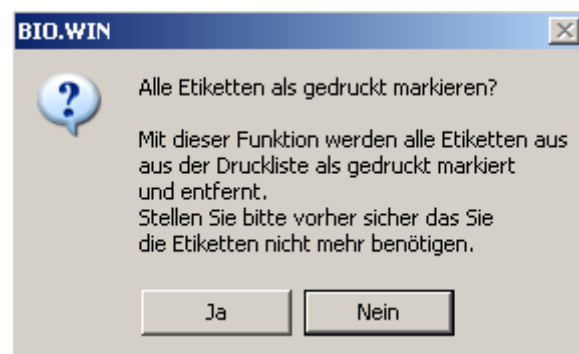 BIO.WIN
Alle Etiketten als gedruckt markieren?
Mit dieser Funktion werden alle Etiketten aus
aus der Druckliste als gedruckt markiert
und entfernt.
Stellen Sie bitte vorher sicher das Sie
die Etiketten nicht mehr benötigen.
Ja
Nein